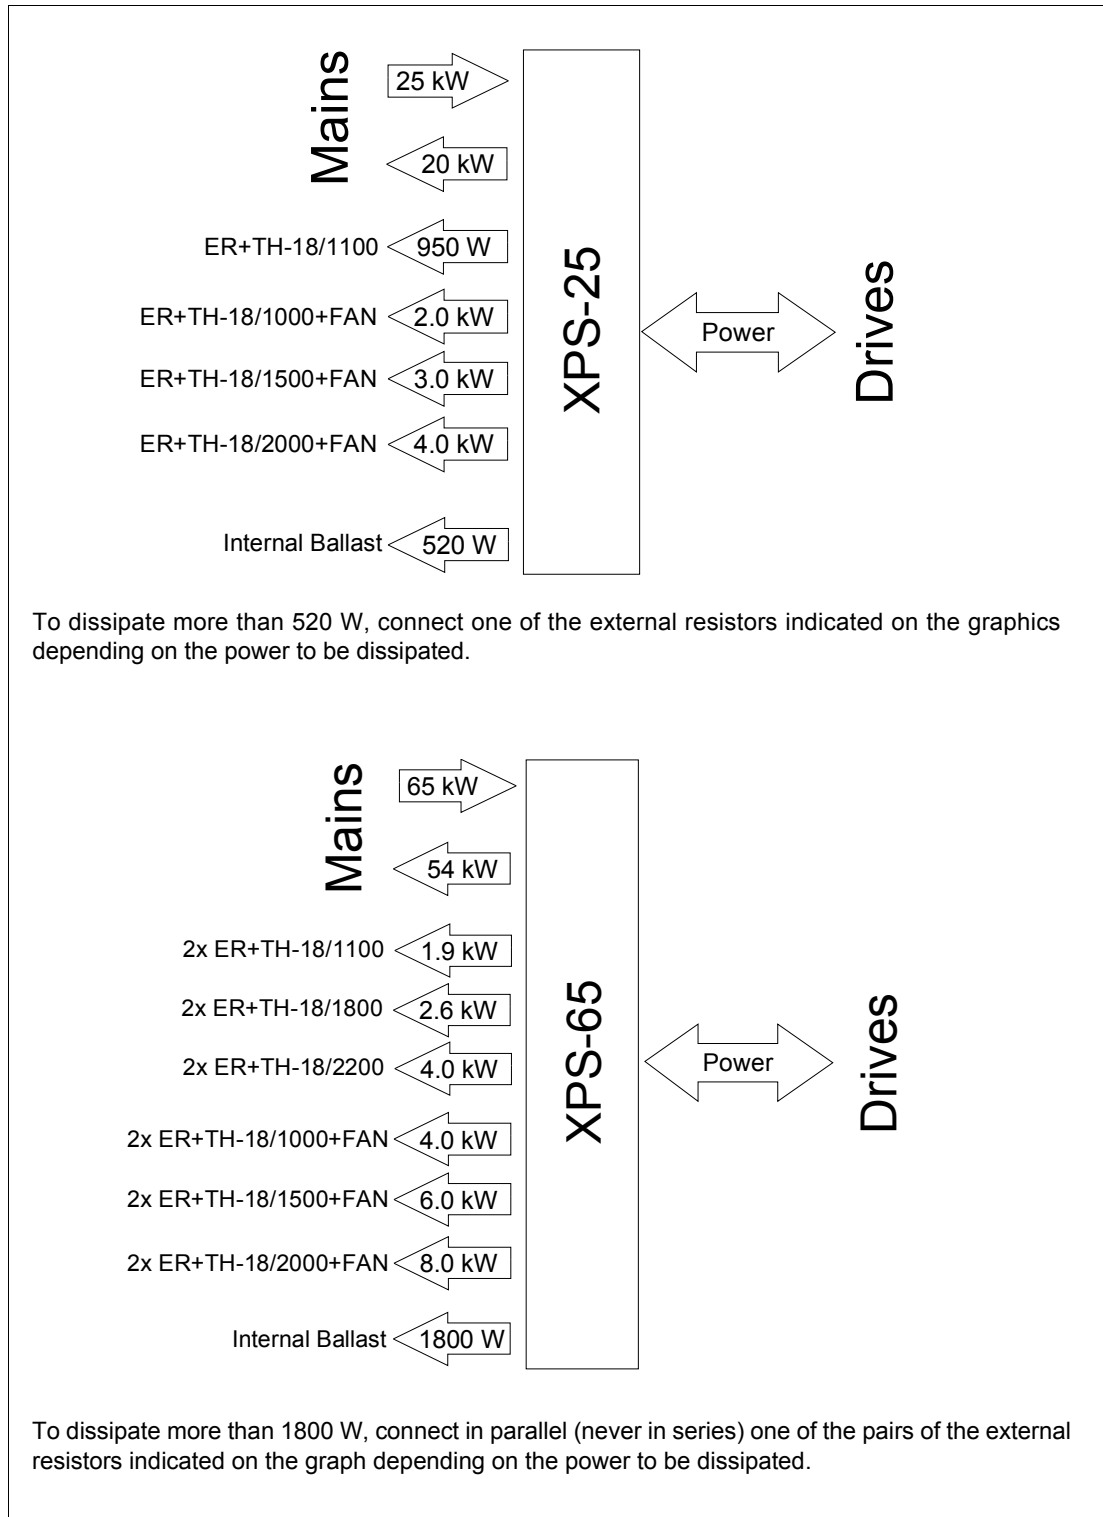 Mains
25 kW
20 kW
ER+TH-18/1100 950 W
ER+TH-18/1000+FAN 2.0 kW
ER+TH-18/1500+FAN 3.0 kW
ER+TH-18/2000+FAN 4.0 kW
Internal Ballast 520 W
XPS-25
Power
Drives
To dissipate more than 520 W, connect one of the external resistors indicated on the graphics
depending on the power to be dissipated.
Mains
65 kW
54 kW
2x ER+TH-18/1100 1.9 kW
2x ER+TH-18/1800 2.6 kW
2x ER+TH-18/2200 4.0 kW
2x ER+TH-18/1000+FAN 4.0 kW
2x ER+TH-18/1500+FAN 6.0 kW
2x ER+TH-18/2000+FAN 8.0 kW
Internal Ballast 1800 W
XPS-65
Power
Drives
To dissipate more than 1800 W, connect in parallel (never in series) one of the pairs of the external
resistors indicated on the graph depending on the power to be dissipated.